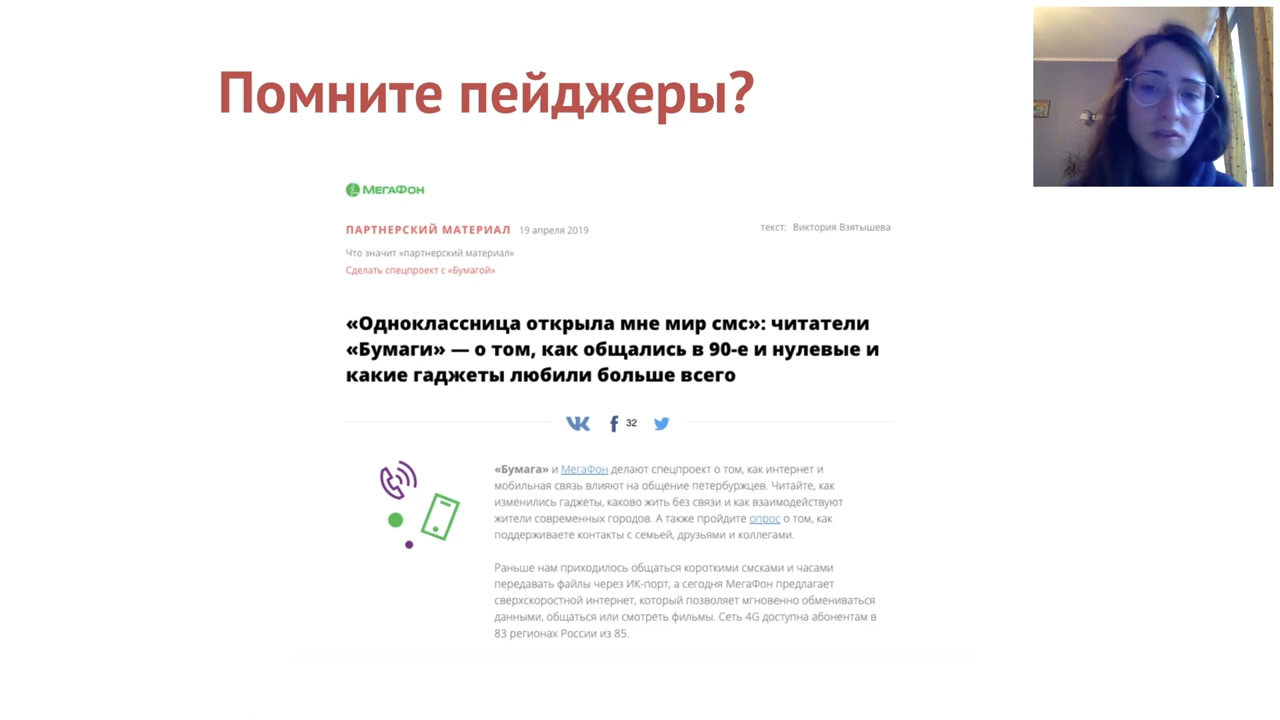 Помните пейджеры?
МЕГАФОН
ПАРТНЕРСКИЙ МАТЕРИАЛ 19 апреля 2019
текст: Виктория Взятышева
Что значит «партнерский материал»
Сделать спецпроект с «Бумагой»
«Одноклассница открыла мне мир смс»: читатели
«Бумаги» — о том, как общались в 90-е и нулевые и
какие гаджеты любили больше всего
32
«Бумага» и МегаФон делают спецпроект о том, как интернет и
мобильная связь влияют на общение петербуржцев. Читайте, как
изменились гаджеты, каково жить без связи и как взаимодействуют
жители современных городов. А также пройдите опрос о том, как
поддерживаете контакты с семьей, друзьями и коллегами.
Раньше нам приходилось общаться короткими смсками и часами
передавать файлы через ИК-порт, а сегодня МегаФон предлагает
сверхскоростной интернет, который позволяет мгновенно обмениваться
данными, общаться или смотреть фильмы. Сеть 4G доступна абонентам в
83 регионах России из 85.